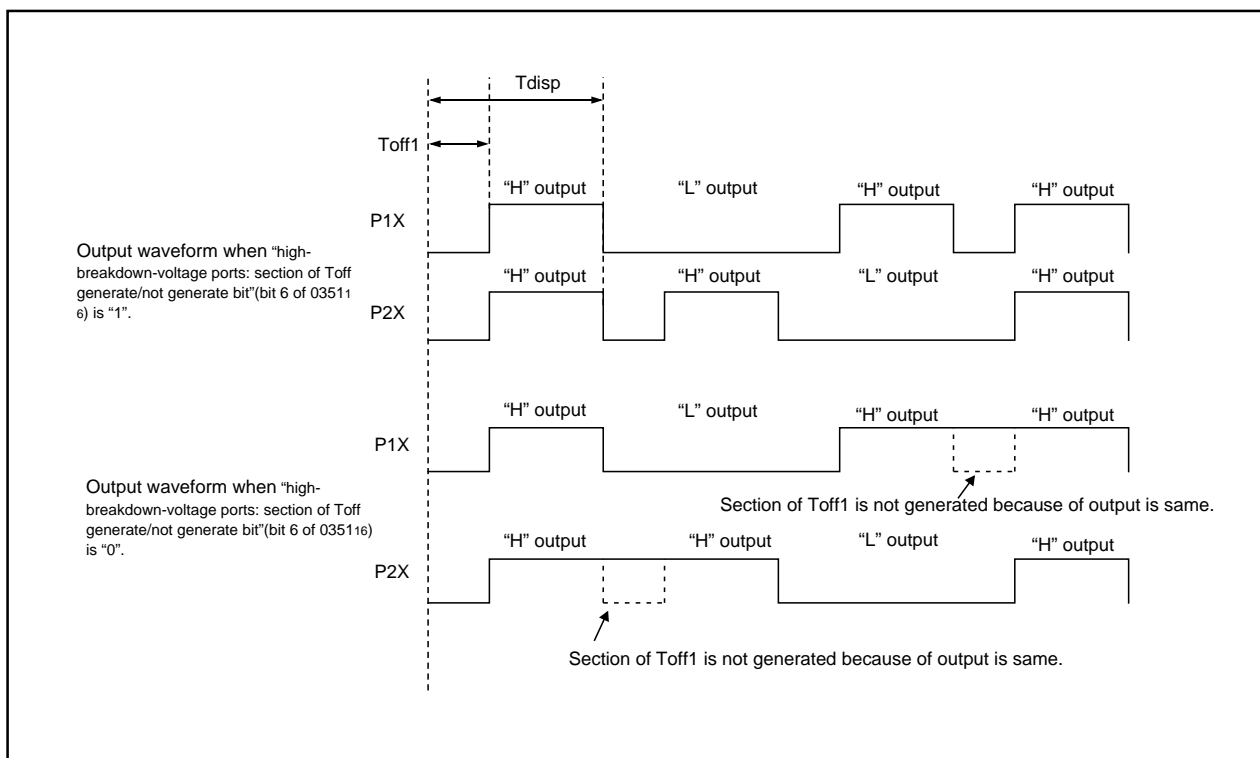 Tdisp
Toff1
“H” output “L” output “H” output “H” output
P1X
Output waveform when “high-
breakdown-voltage ports: section of Toff
generate/not generate bit”(bit 6 of 03511
6) is “1”.
“H” output “H” output “L” output “H” output
P2X
“H” output “L” output “H” output “H” output
P1X
Output waveform when “high-
breakdown-voltage ports: section of Toff
generate/not generate bit”(bit 6 of 035116)
is “0”.
Section of Toff1 is not generated because of output is same.
“H” output “H” output “L” output “H” output
P2X
Section of Toff1 is not generated because of output is same.